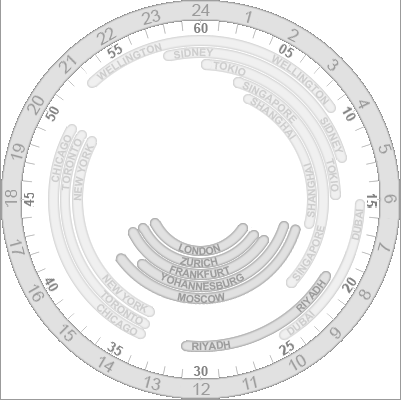 24
1
2
3
4
5
6
7
8
9
10
11
12
13
14
15
16
17
18
19
20
21
22
23
60
05
10
15
20
25
30
35
40
45
50
55
WELLINGTON
WELLINGTON
SiDNEY
SiDNEY
TOKIO
TOKIO
SINGAPORE
SINGAPORE
SHANGHAI
SHANGHAI
DUBAI
DUBAI
RIYADH
RIYADH
CHICAGO
CHICAGO
TORONTO
TORONTO
NEW YORK
NEW YORK
LONDON
ZURICH
FRANKFURT
YOHANNESBURG
MOSCOW